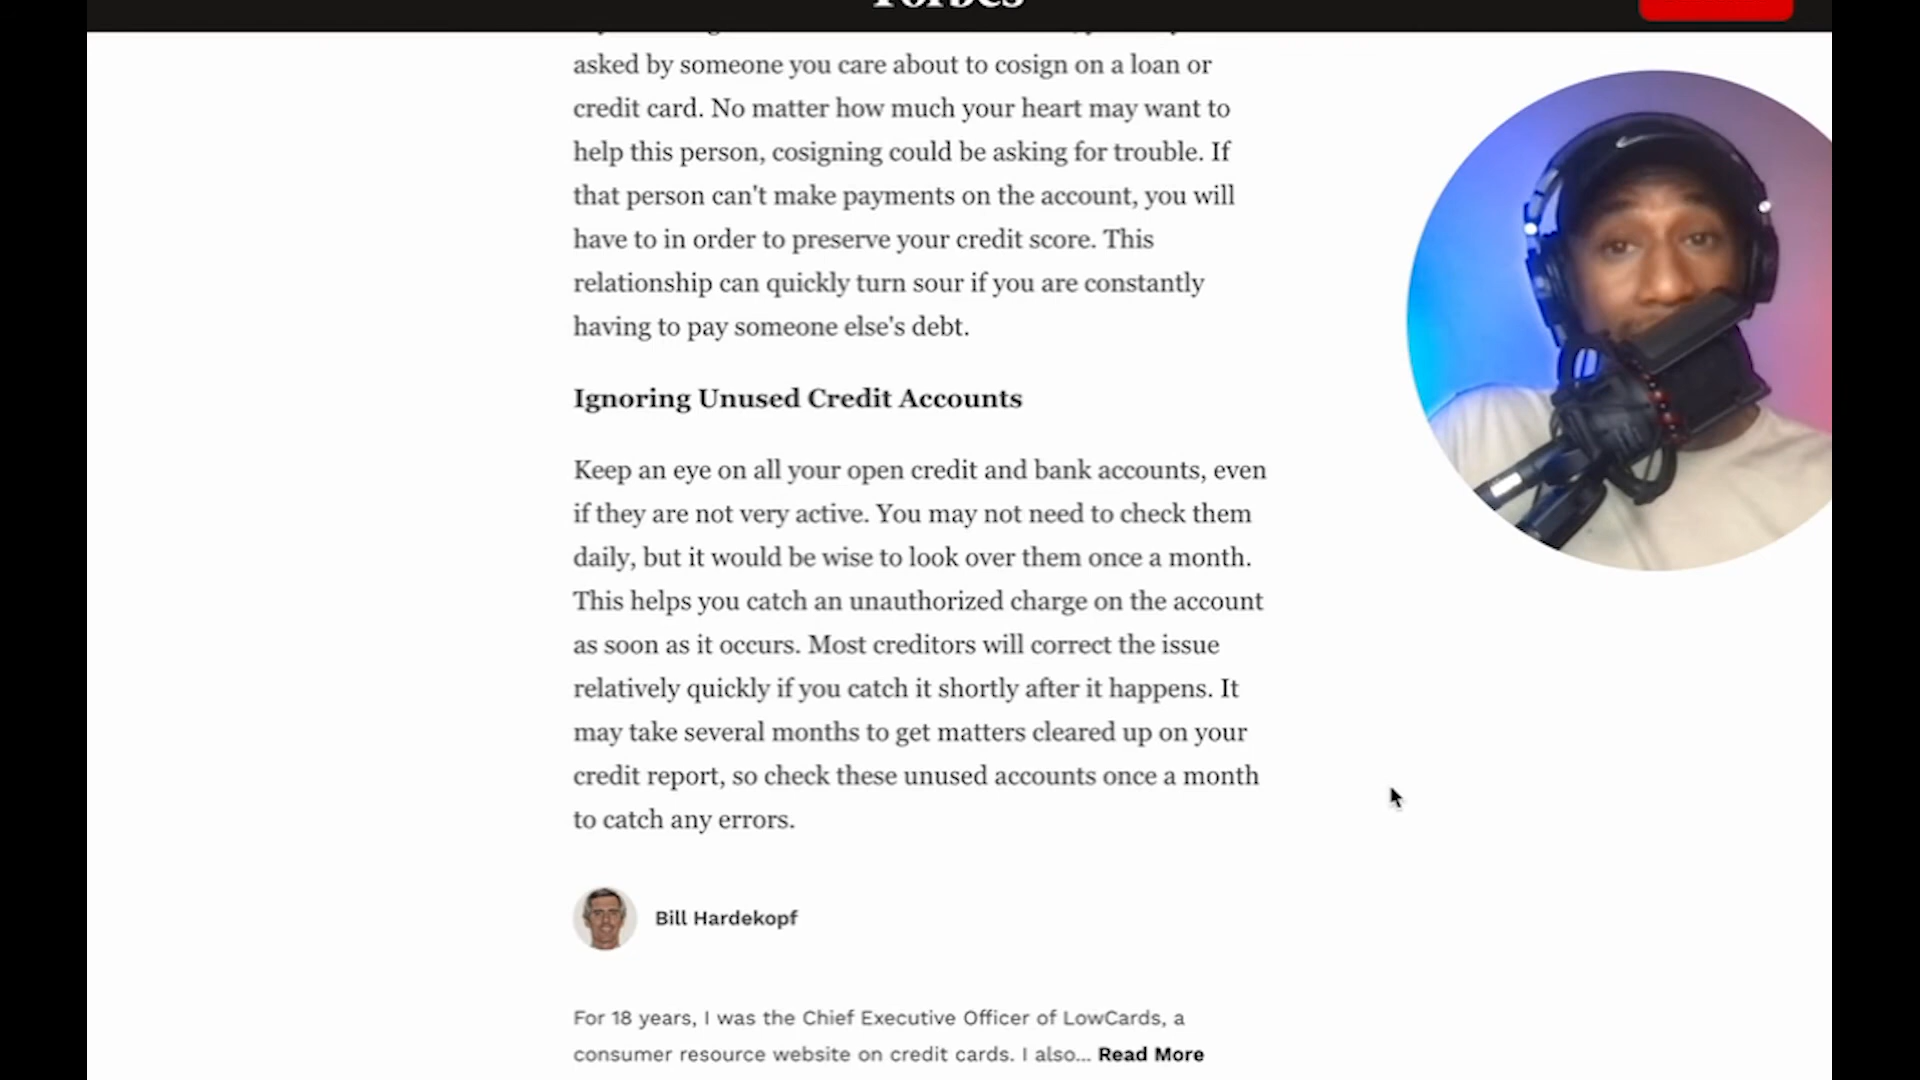 Forbes
asked by someone you care about to cosign on a loan or
credit card. No matter how much your heart may want to
help this person, cosigning could be asking for trouble. If
that person can't make payments on the account, you will
have to in order to preserve your credit score. This
relationship can quickly turn sour if you are constantly
having to pay someone else's debt.
Ignoring Unused Credit Accounts
Keep an eye on all your open credit and bank accounts, even
if they are not very active. You may not need to check them
daily, but it would be wise to look over them once a month.
This helps you catch an unauthorized charge on the account
as soon as it occurs. Most creditors will correct the issue
relatively quickly if you catch it shortly after it happens. It
may take several months to get matters cleared up on your
credit report, so check these unused accounts once a month
to catch any errors.
Bill Hardekopf
For 18 years, I was the Chief Executive Officer of LowCards, a
consumer resource website on credit cards. I also... Read More